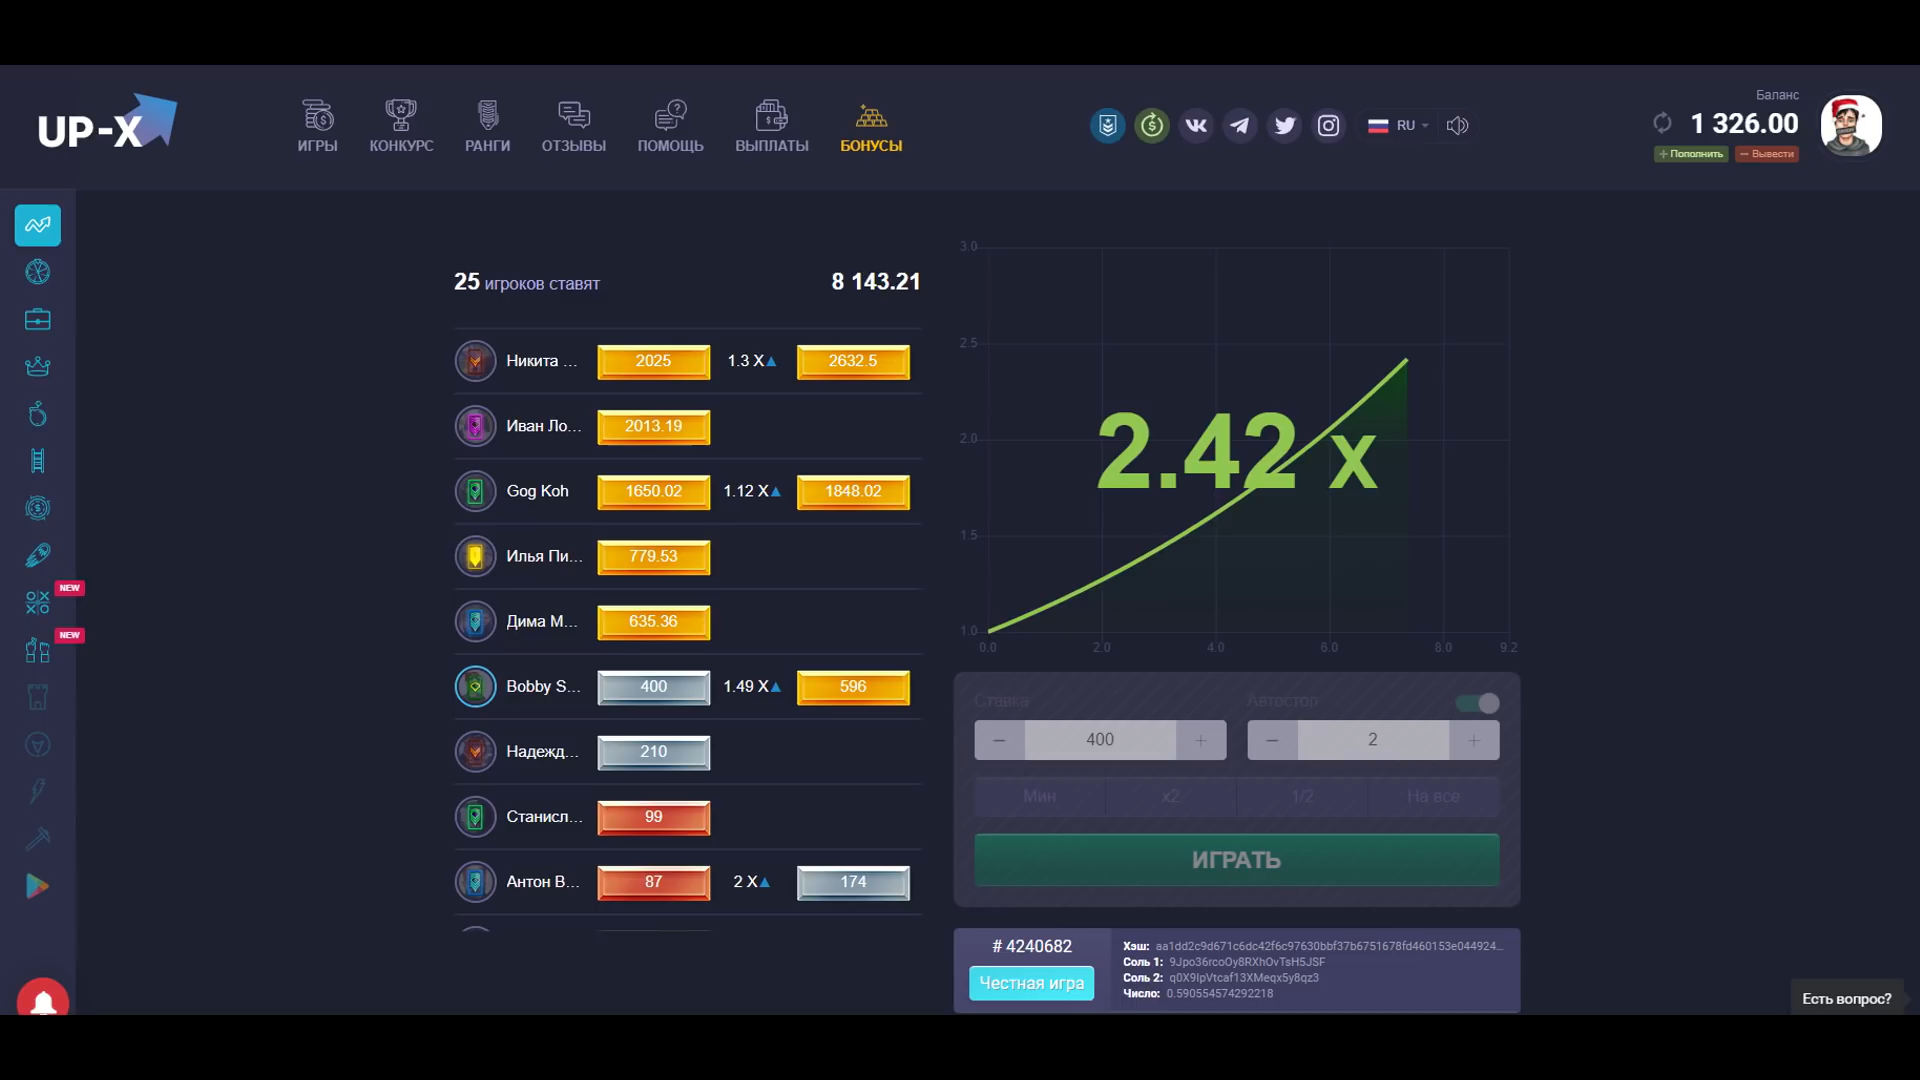 UP-X
ИГРЫ
КОНКУРС
РАНГИ
ОТЗЫВЫ
ПОМОЩЬ
ВЫПЛАТЫ
БОНУСЫ
RU
Баланс
1 326.00
+ Пополнить
− Вывести
NEW
NEW
25 игроков ставят 8 143.21
Никита ... 2025 1.3 X 2632.5
Иван Ло... 2013.19
Gog Koh 1650.02 1.12 X 1848.02
Илья Пи... 779.53
Дима М... 635.36
Bobby S... 400 1.49 X 596
Надежд... 210
Станисл... 99
Антон В... 87 2 X 174
3.0
2.5
2.0
1.5
1.0
2.42 x
0.0 2.0 4.0 6.0 8.0 9.2
Ставка
Автостоp
− 400 +
− 2 +
Мин x2 1/2 На все
ИГРАТЬ
# 4240682
Честная игра
Хэш: aa1dd2c9d671c6dc42f6c97630bbf37b6751678fd460153e044924...
Соль 1: 9Jpo36rcoOy8RXhOvTsH5JSF
Соль 2: q0X9IpVtcaf13XMeqx5y8qz3
Число: 0.590554574292218
Есть вопрос?